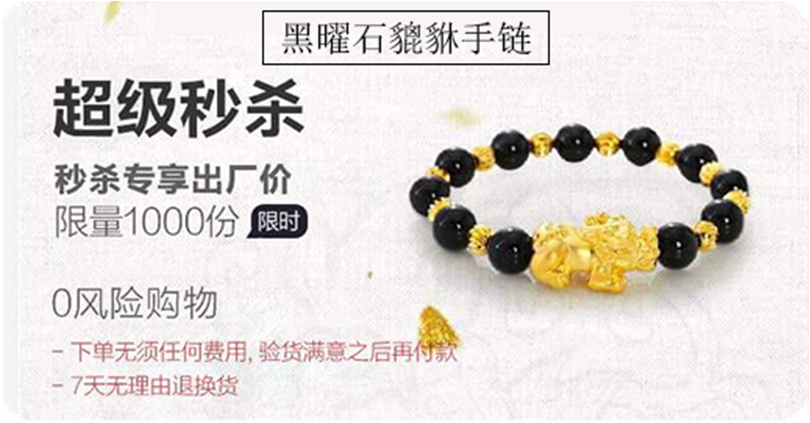 黑曜石貔貅手链
超级秒杀
秒杀专享出厂价
限量1000份 限时
0风险购物
- 下单无须任何费用, 验货满意之后再付款
- 7天无理由退换货